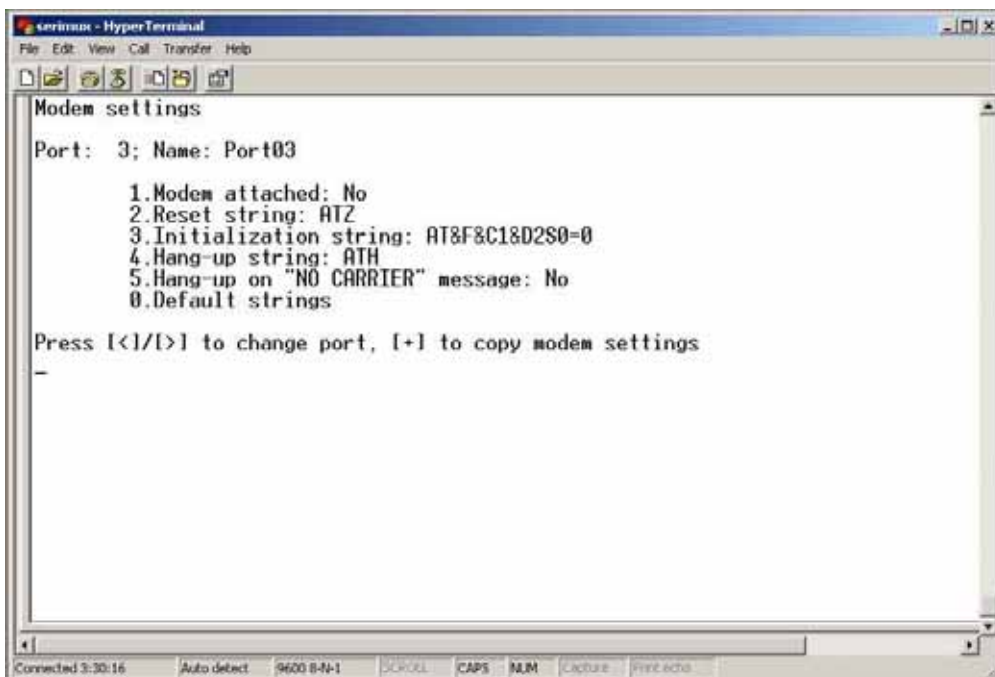 serimux - HyperTerminal
File Edit View Call Transfer Help
Modem settings
Port: 3; Name: Port03
1.Modem attached: No
2.Reset string: ATZ
3.Initialization string: AT&F&C1&D2S0=0
4.Hang-up string: ATH
5.Hang-up on "NO CARRIER" message: No
0.Default strings
Press [<]/[>] to change port, [+] to copy modem settings
Connected 3:30:16 Auto detect 9600 8-N-1 SCROLL CAPS NUM Capture Print echo